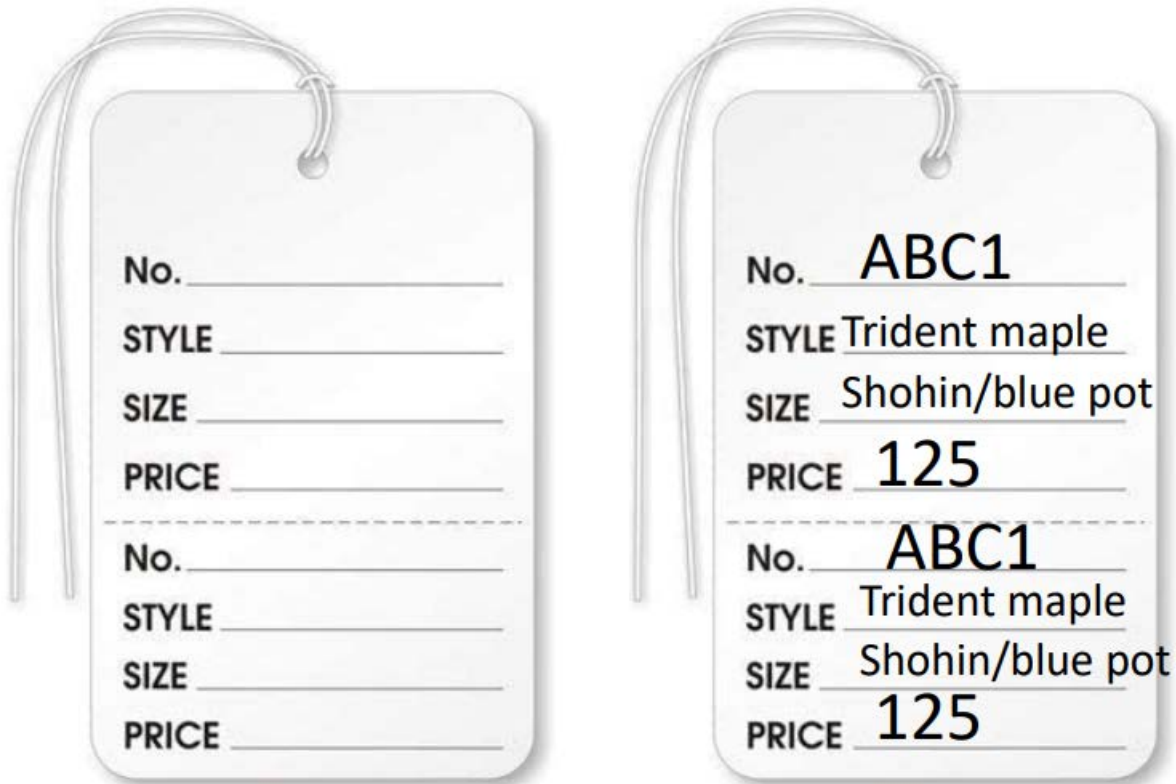 No.
STYLE
SIZE
PRICE
No.
STYLE
SIZE
PRICE
No. ABC1
STYLE Trident maple
SIZE Shohin/blue pot
PRICE 125
No. ABC1
STYLE Trident maple
SIZE Shohin/blue pot
PRICE 125